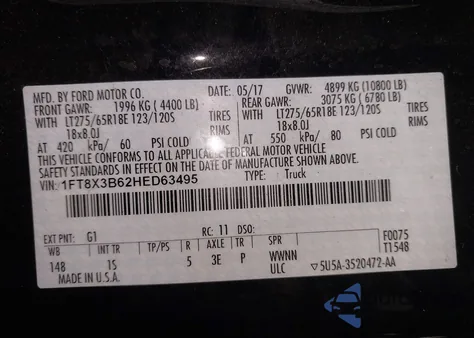 MFD. BY FORD MOTOR CO. 05/17 GVWR: 4899 KG (10800 LB)
FRONT GAWR: 1996 KG (4400 LB) REAR GAWR: 3075 KG (6780 LB)
WITH LT275/65R18E 123/120S TIRES WITH LT275/65R18E 123/120S TIRES
18x8.0J RIMS 18x8.0J RIMS
AT 420 kPa/ 60 PSI COLD AT 550 kPa/ 80 PSI COLD
THIS VEHICLE CONFORMS TO ALL APPLICABLE FEDERAL MOTOR VEHICLE
SAFETY STANDARDS IN EFFECT ON THE DATE OF MANUFACTURE SHOWN ABOVE.
VIN: 1FT8X3B62HED63495 TYPE: Truck
EXT PNT: G1 RC: 11 DSO: F0075
WB INT TR TP/PS R AXLE TR SPR T1548
148 1S 5 3E P WWNN
MADE IN U.S.A. ULC ▽5U5A-3520472-AA